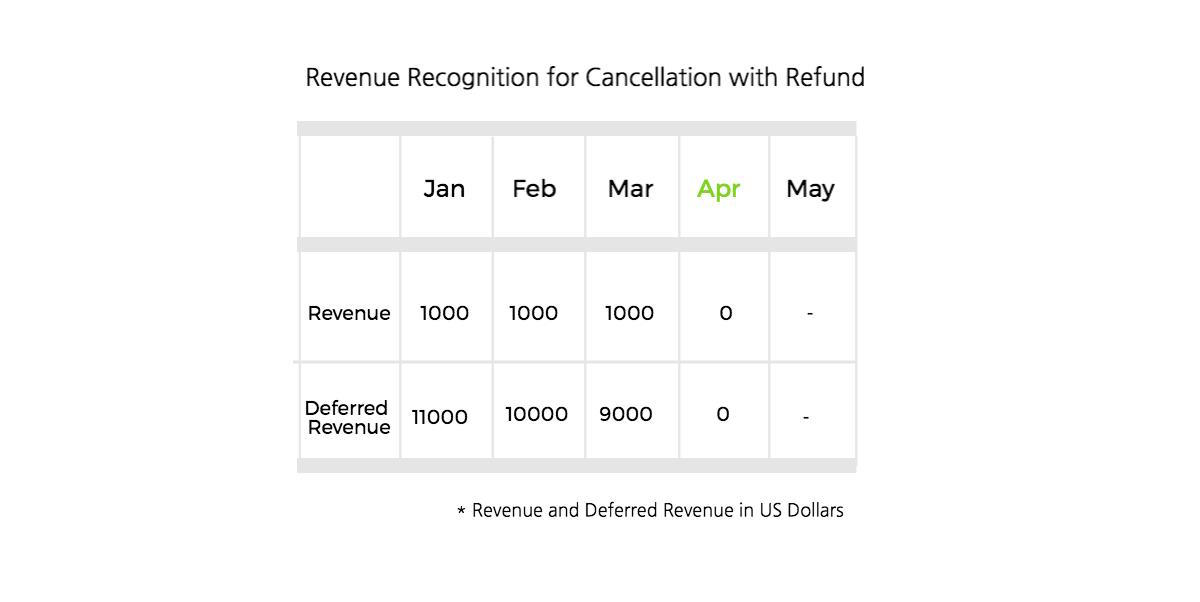 Revenue Recognition for Cancellation with Refund
Jan Feb Mar Apr May
Revenue 1000 1000 1000 0 -
Deferred
Revenue 11000 10000 9000 0 -
* Revenue and Deferred Revenue in US Dollars